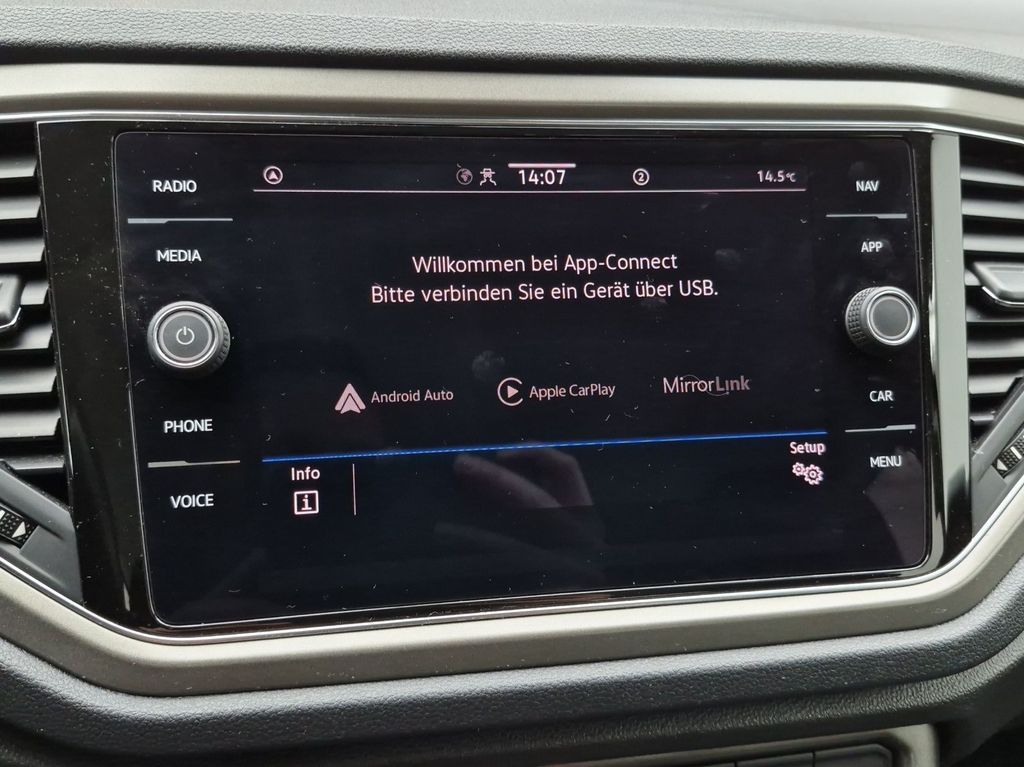 RADIO
MEDIA
PHONE
VOICE
14:07
2
14.5°C
Willkommen bei App-Connect
Bitte verbinden Sie ein Gerät über USB.
Android Auto
Apple CarPlay
MirrorLink
Info
i
Setup
NAV
APP
CAR
MENU